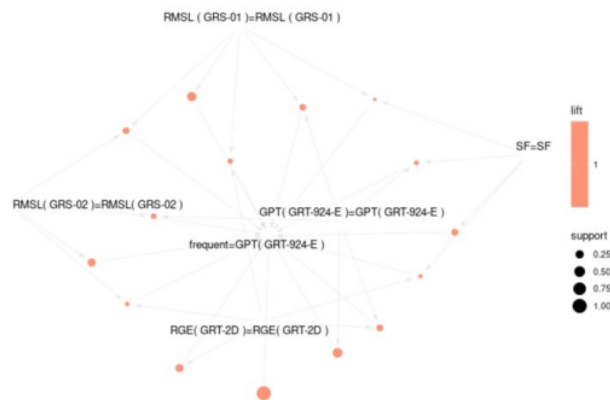 RMSL ( GRS-01 )=RMSL ( GRS-01 )
lift
1
SF=SF
RMSL( GRS-02 )=RMSL( GRS-02 )
GPT( GRT-924-E )=GPT( GRT-924-E )
frequent=GPT( GRT-924-E )
support
0.25
0.50
0.75
1.00
RGE( GRT-2D )=RGE( GRT-2D )